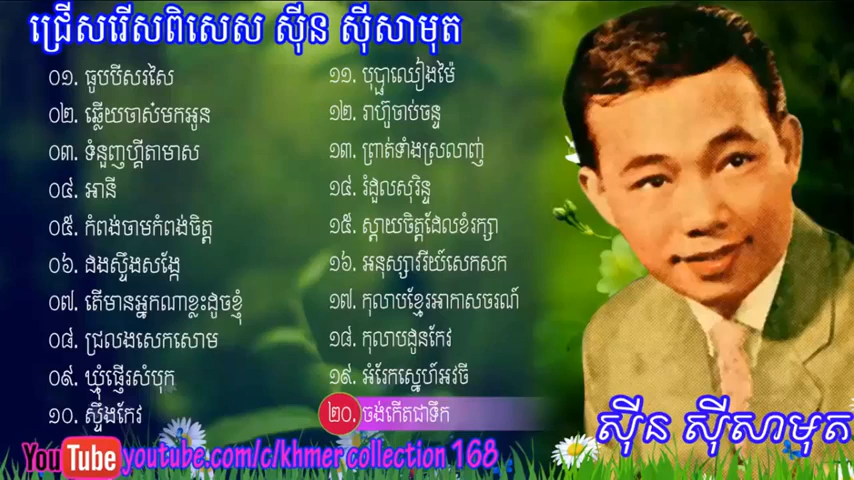 ជ្រើសរើសពិសេស ស៊ីន ស៊ីសាមុត
០១. ធូបបីសរសៃ
០២. ឆ្លើយចាស៎មកអូន
០៣. ទំនួញហ្គីតាមាស
០៤. អានី
០៥. កំពង់ចាមកំពង់ចិត្ត
០៦. ដងស្ទឹងសង្កែ
០៧. តើមានអ្នកណាខ្លះដូចខ្ញុំ
០៨. ជ្រលងសេកសោម
០៩. ឃ្មុំផ្ញើរសំបុក
១០. ស្ទឹងកែវ
១១. បុប្ផាឈៀងម៉ៃ
១២. រាហ៊ូចាប់ចន្ទ
១៣. ព្រាត់ទាំងស្រលាញ់
១៤. រំដួលសុរិន្ទ
១៥. ស្ដាយចិត្តដែលខំរក្សា
១៦. អនុស្សាវរីយ៍សេកសក
១៧. កុលាបខ្មែរអាកាសចរណ៍
១៨. កុលាបដូនកែវ
១៩. អំរែកស្នេហ៍អវចី
២០. ចង់កើតជាទឹក
ស៊ីន ស៊ីសាមុត
YouTube youtube.com/c/khmer collection 168